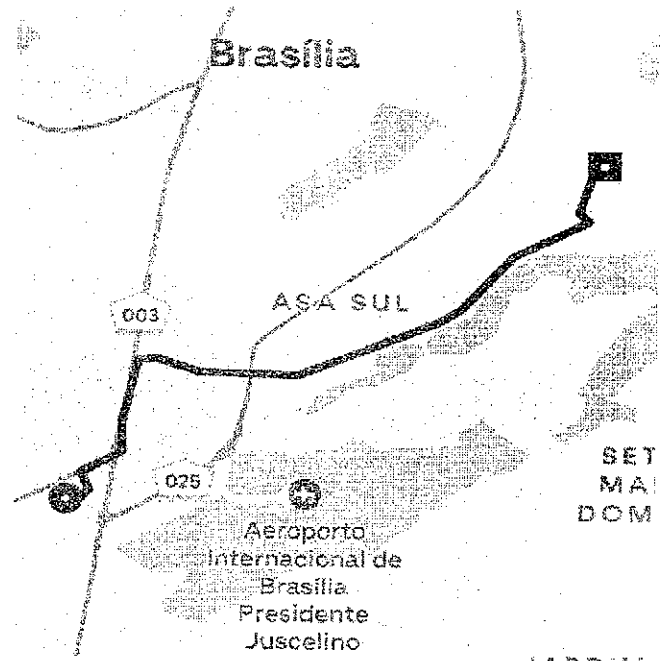 Brasília
ASA SUL
003
025
SET
MA
DOM
Aeroporto
Internacional de
Brasília
Presidente
Juscelino